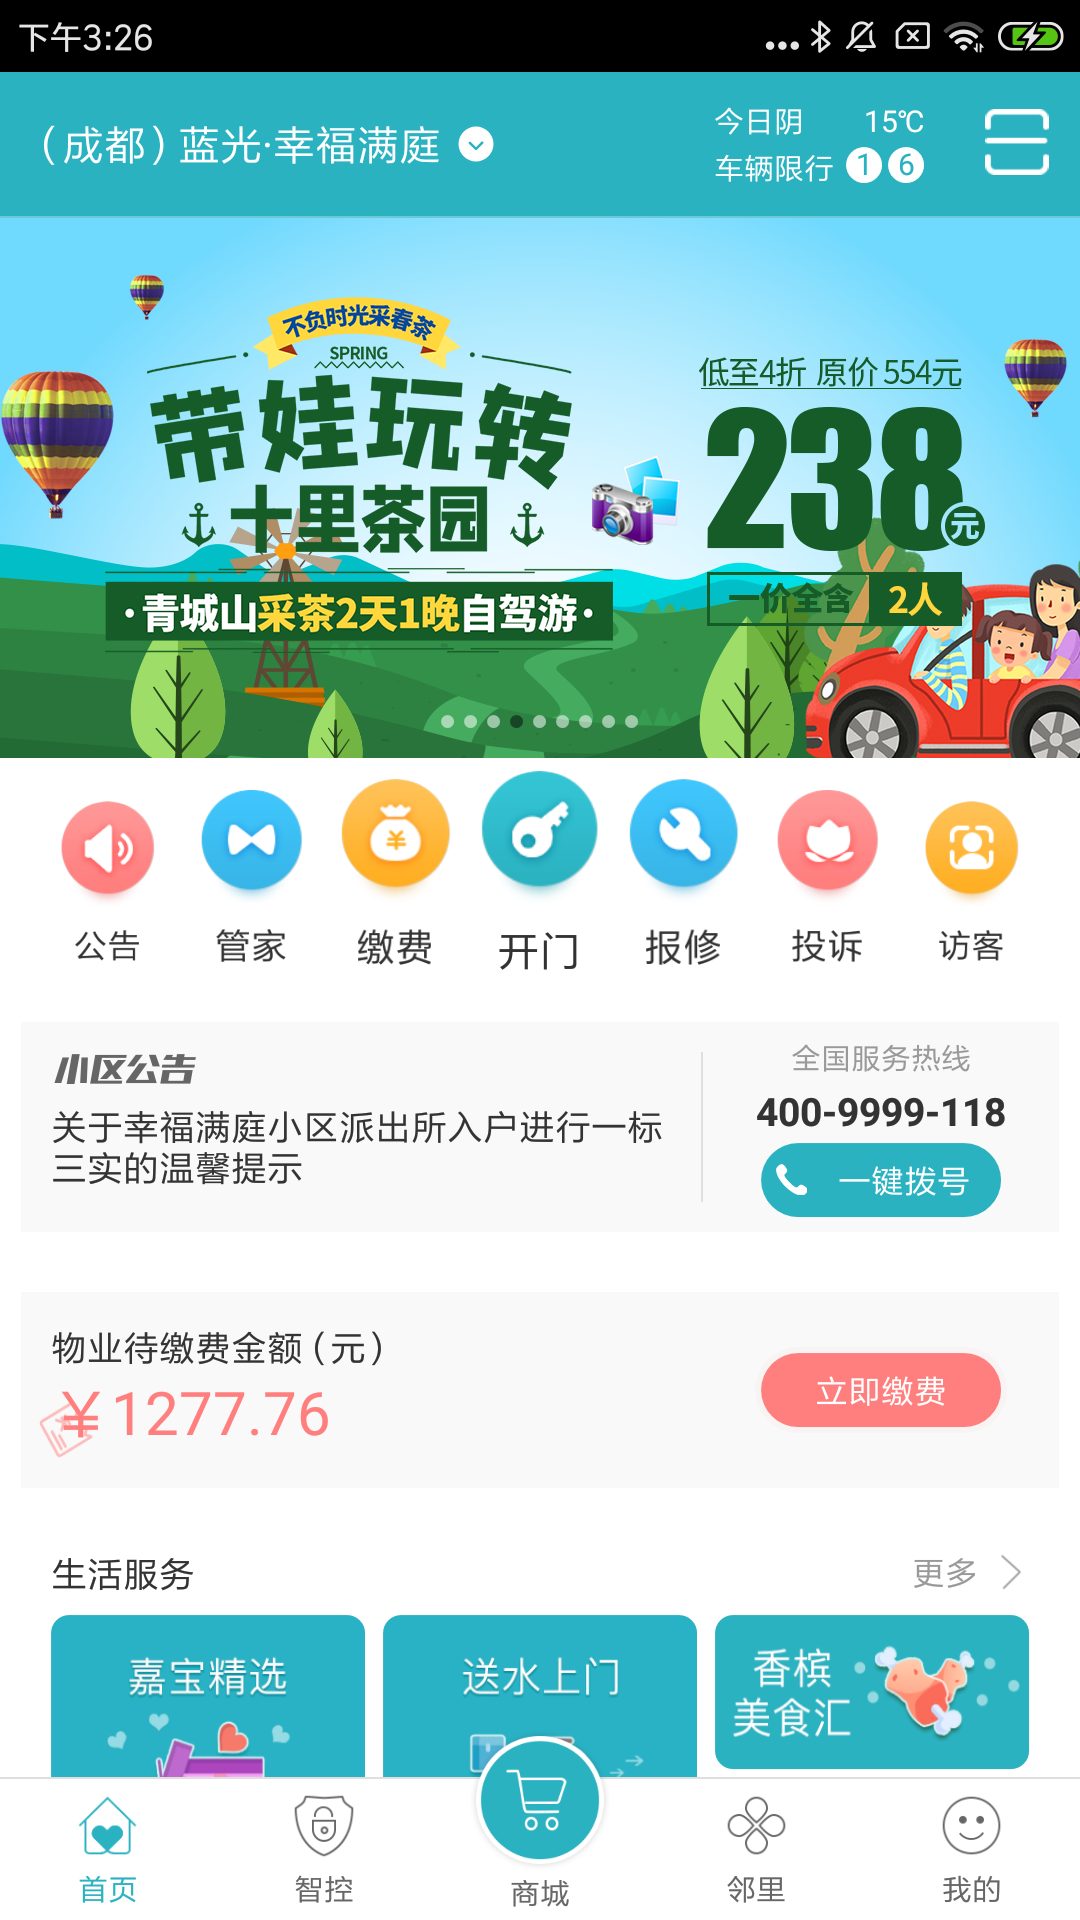 下午3:26
（成都）蓝光·幸福满庭
今日阴 15℃
车辆限行 1 6
不负时光采春茶
SPRING
带娃玩转
十里茶园
·青城山采茶2天1晚自驾游·
低至4折 原价 554元
238元
一价全含 2人
公告 管家 缴费 开门 报修 投诉 访客
小区公告
关于幸福满庭小区派出所入户进行一标
三实的温馨提示
全国服务热线
400-9999-118
一键拨号
物业待缴费金额（元）
￥1277.76
立即缴费
生活服务
更多
嘉宝精选
送水上门
香槟
美食汇
首页 智控 商城 邻里 我的